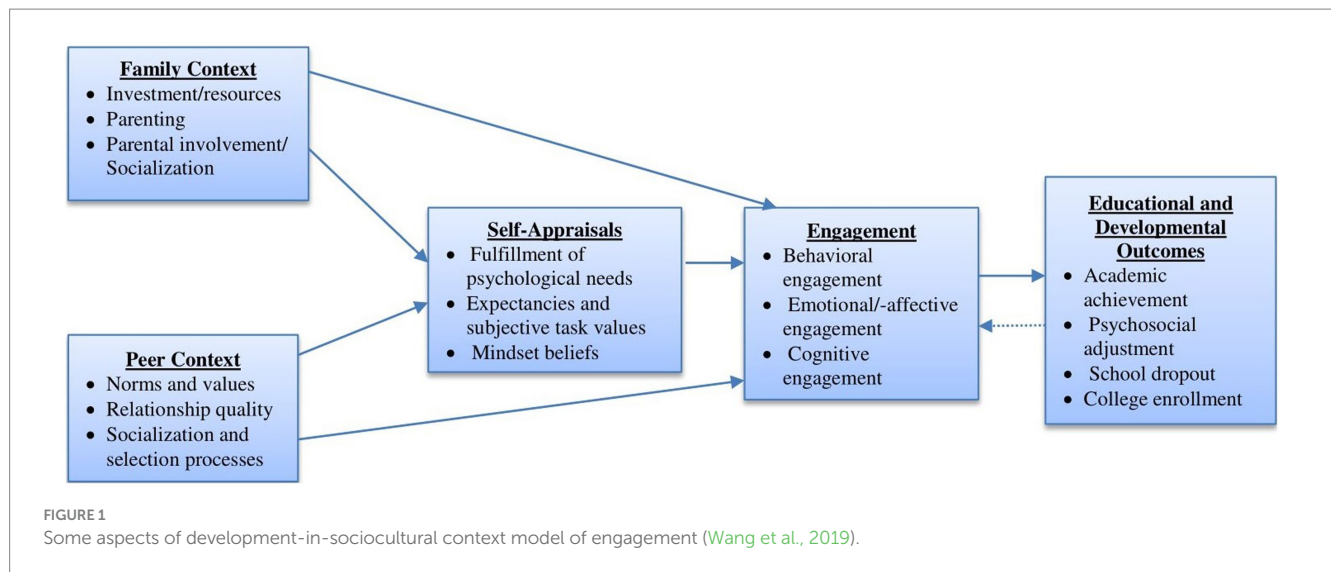 Family Context
• Investment/resources
• Parenting
• Parental involvement/
Socialization
Peer Context
• Norms and values
• Relationship quality
• Socialization and
selection processes
Self-Appraisals
• Fulfillment of
psychological needs
• Expectancies and
subjective task values
• Mindset beliefs
Engagement
• Behavioral
engagement
• Emotional/-affective
engagement
• Cognitive
engagement
Educational and
Developmental
Outcomes
• Academic
achievement
• Psychosocial
adjustment
• School dropout
• College enrollment
FIGURE 1
Some aspects of development-in-sociocultural context model of engagement (Wang et al., 2019).